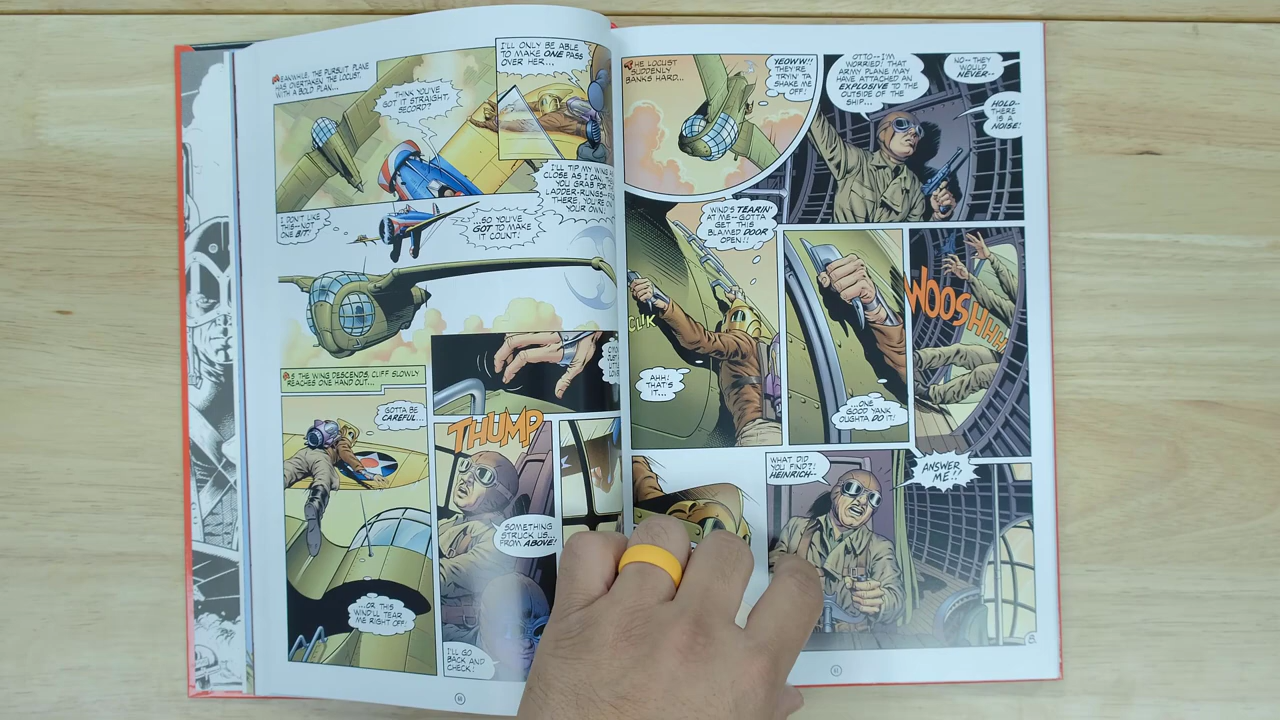 MEANWHILE, THE PURSUIT PLANE
HAS OVERTAKEN THE LOCUST,
WITH A BOLD PLAN...
THINK YOU'VE
GOT IT STRAIGHT,
SECORD?
I'LL ONLY BE ABLE
TO MAKE ONE PASS
OVER HER...
I'LL TIP MY WING AS
CLOSE AS I CAN,
YOU GRAB FOR
LADDER-RUNGS
THERE, YOU'RE ON
YOUR OWN
I DON'T LIKE
THIS--NOT
ONE BIT!
...SO YOU'VE
GOT TO MAKE
IT COUNT!
AS THE WING DESCENDS, CLIFF SLOWLY
REACHES ONE HAND OUT...
GOTTA BE
CAREFUL...
...OR THIS
WIND'LL TEAR
ME RIGHT OFF!
THUMP
SOMETHING
STRUCK US...
FROM ABOVE!
I'LL GO
BACK AND
CHECK!
THE LOCUST
SUDDENLY
BANKS HARD...
YEOWW!!
THEY'RE
TRYIN' TA
SHAKE ME
OFF!
OTTO--I'M
WORRIED! THAT
ARMY PLANE MAY
HAVE ATTACHED AN
EXPLOSIVE TO THE
OUTSIDE OF THE
SHIP...
NO--THEY
WOULD
NEVER--
HOLD--
THERE
IS A
NOISE!
WIND'S TEARIN'
AT ME--GOTTA
GET THIS
BLAMED DOOR
OPEN!!
CLIK
AHH!
THAT'S
IT...
...ONE
GOOD YANK
OUGHTA DO IT!
WOOSHHH
WHAT DID
YOU FIND?!
HEINRICH--
ANSWER
ME!!
8.